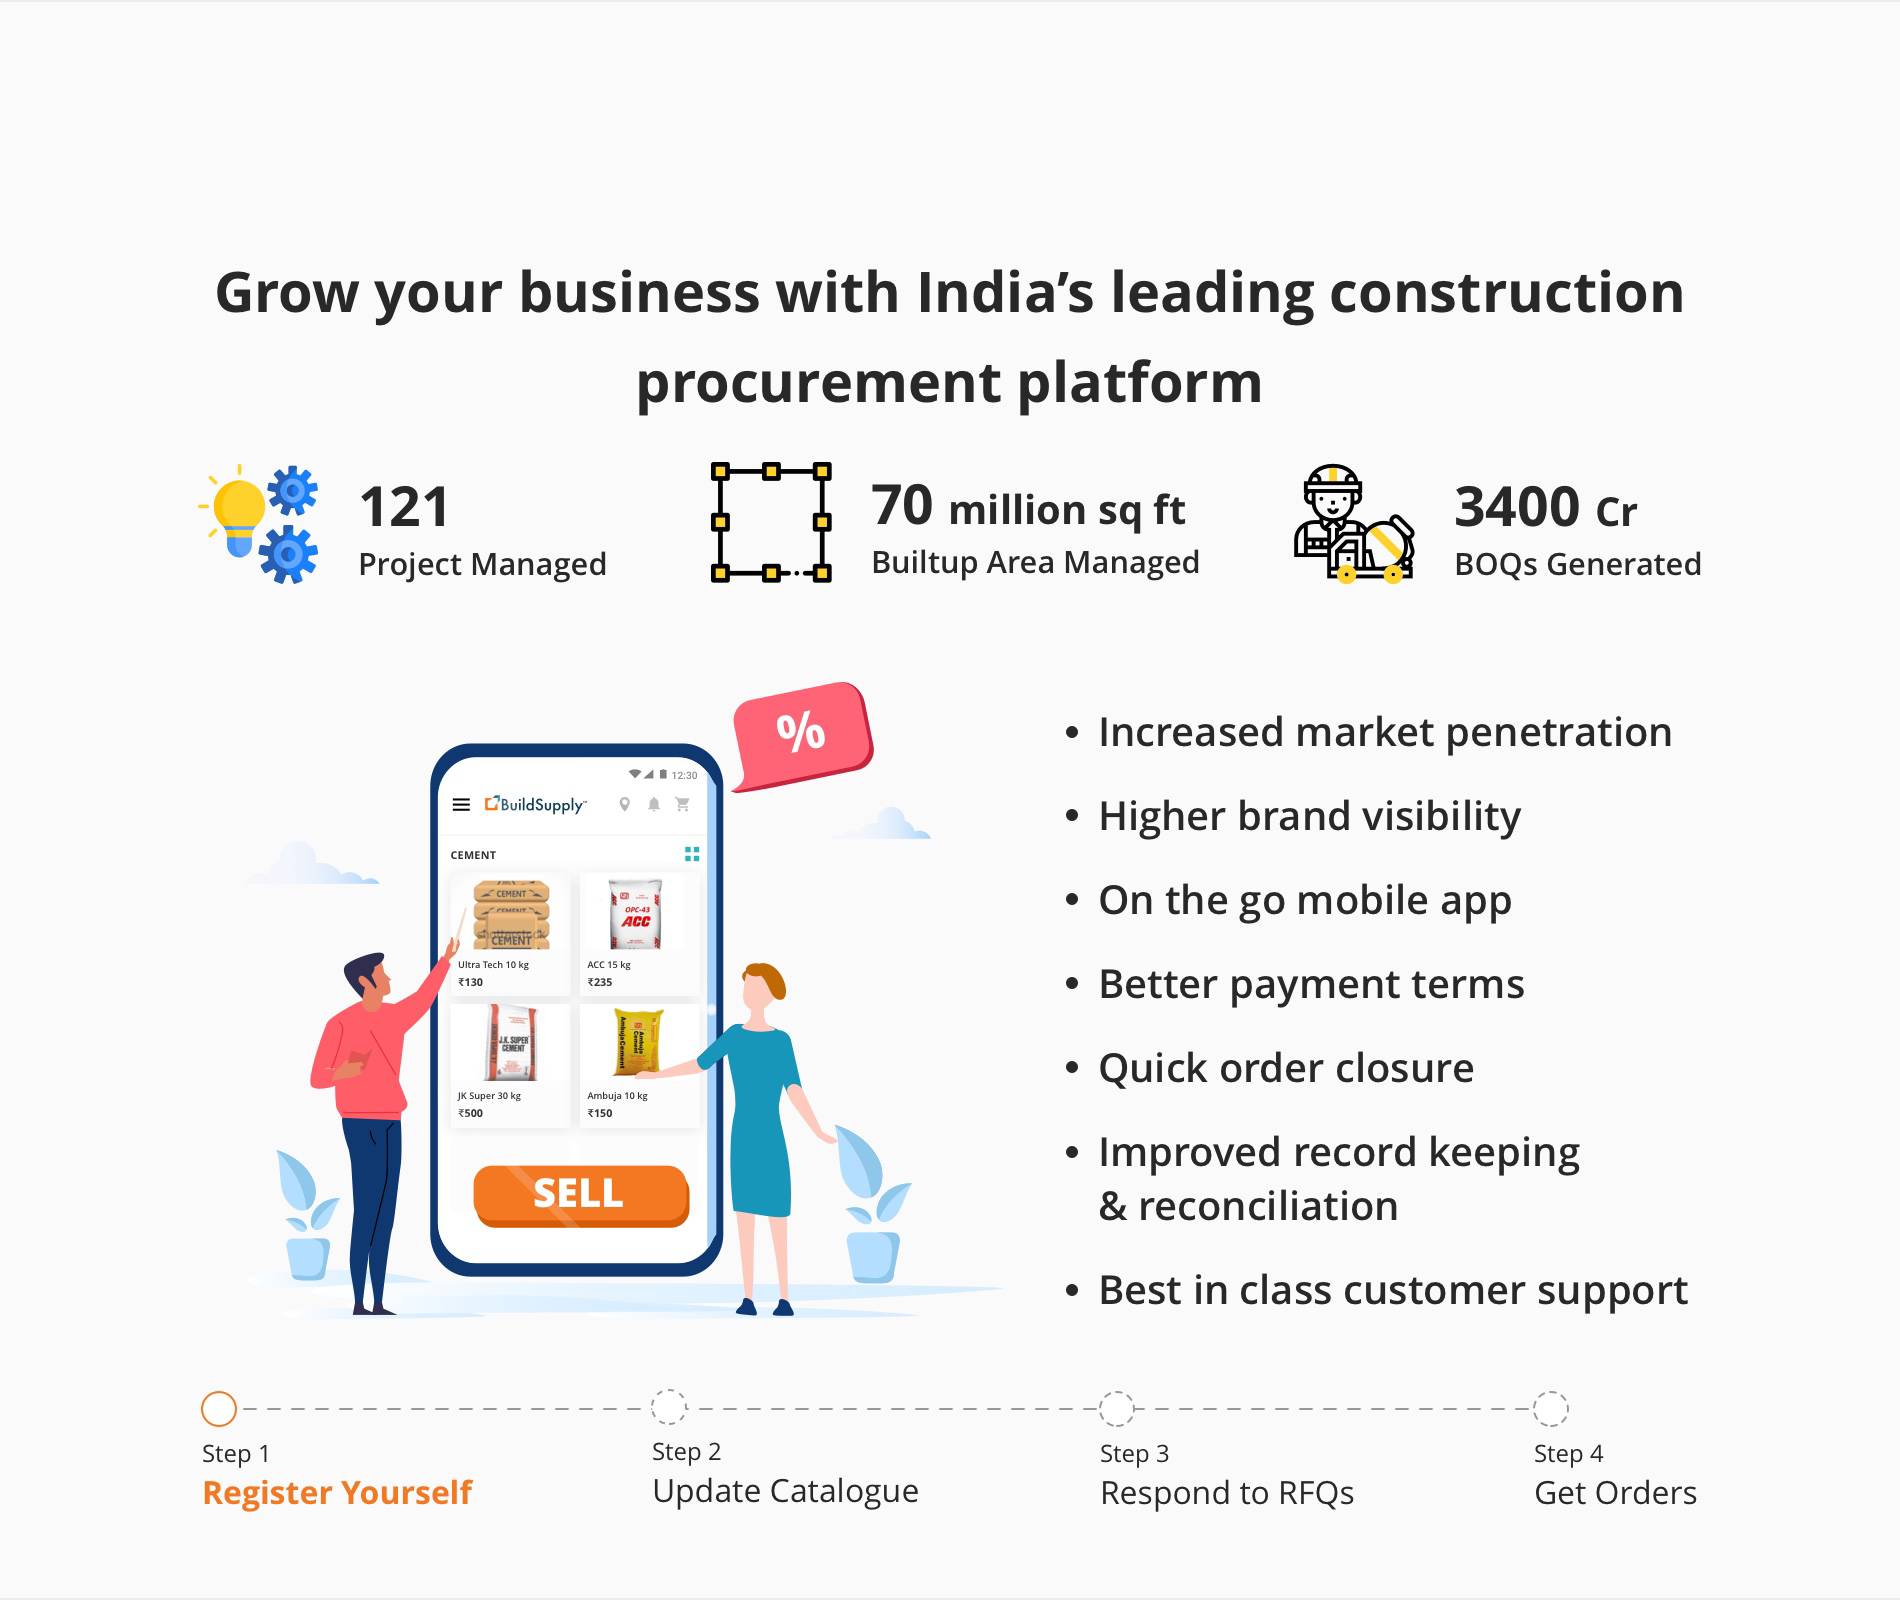 Grow your business with India’s leading construction
procurement platform
121
Project Managed
70 million sq ft
Builtup Area Managed
3400 Cr
BOQs Generated
%
12:30
BuildSupply
CEMENT
CEMENT
CEMENT
CEMENT
OPC-43
ACC
Ultra Tech 10 kg
₹130
ACC 15 kg
₹235
J.K. SUPER
CEMENT
Ambuja
Cement
Ambuja Cement
JK Super 30 kg
₹500
Ambuja 10 kg
₹150
SELL
• Increased market penetration
• Higher brand visibility
• On the go mobile app
• Better payment terms
• Quick order closure
• Improved record keeping
& reconciliation
• Best in class customer support
Step 1
Register Yourself
Step 2
Update Catalogue
Step 3
Respond to RFQs
Step 4
Get Orders